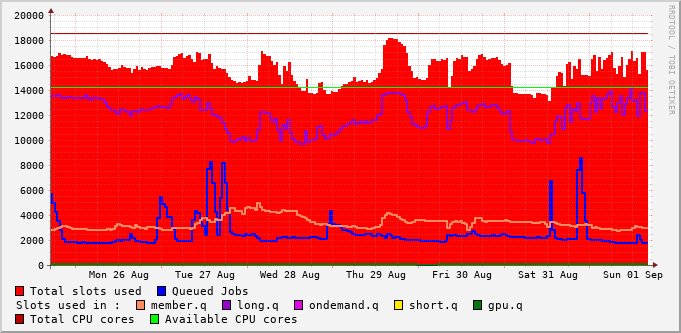 20000
18000
16000
14000
12000
10000
8000
6000
4000
2000
0
Mon 26 Aug Tue 27 Aug Wed 28 Aug Thu 29 Aug Fri 30 Aug Sat 31 Aug Sun 01 Sep
RRDTOOL / TOBI OETIKER
Total slots used Queued Jobs
Slots used in : member.q long.q ondemand.q short.q gpu.q
Total CPU cores Available CPU cores